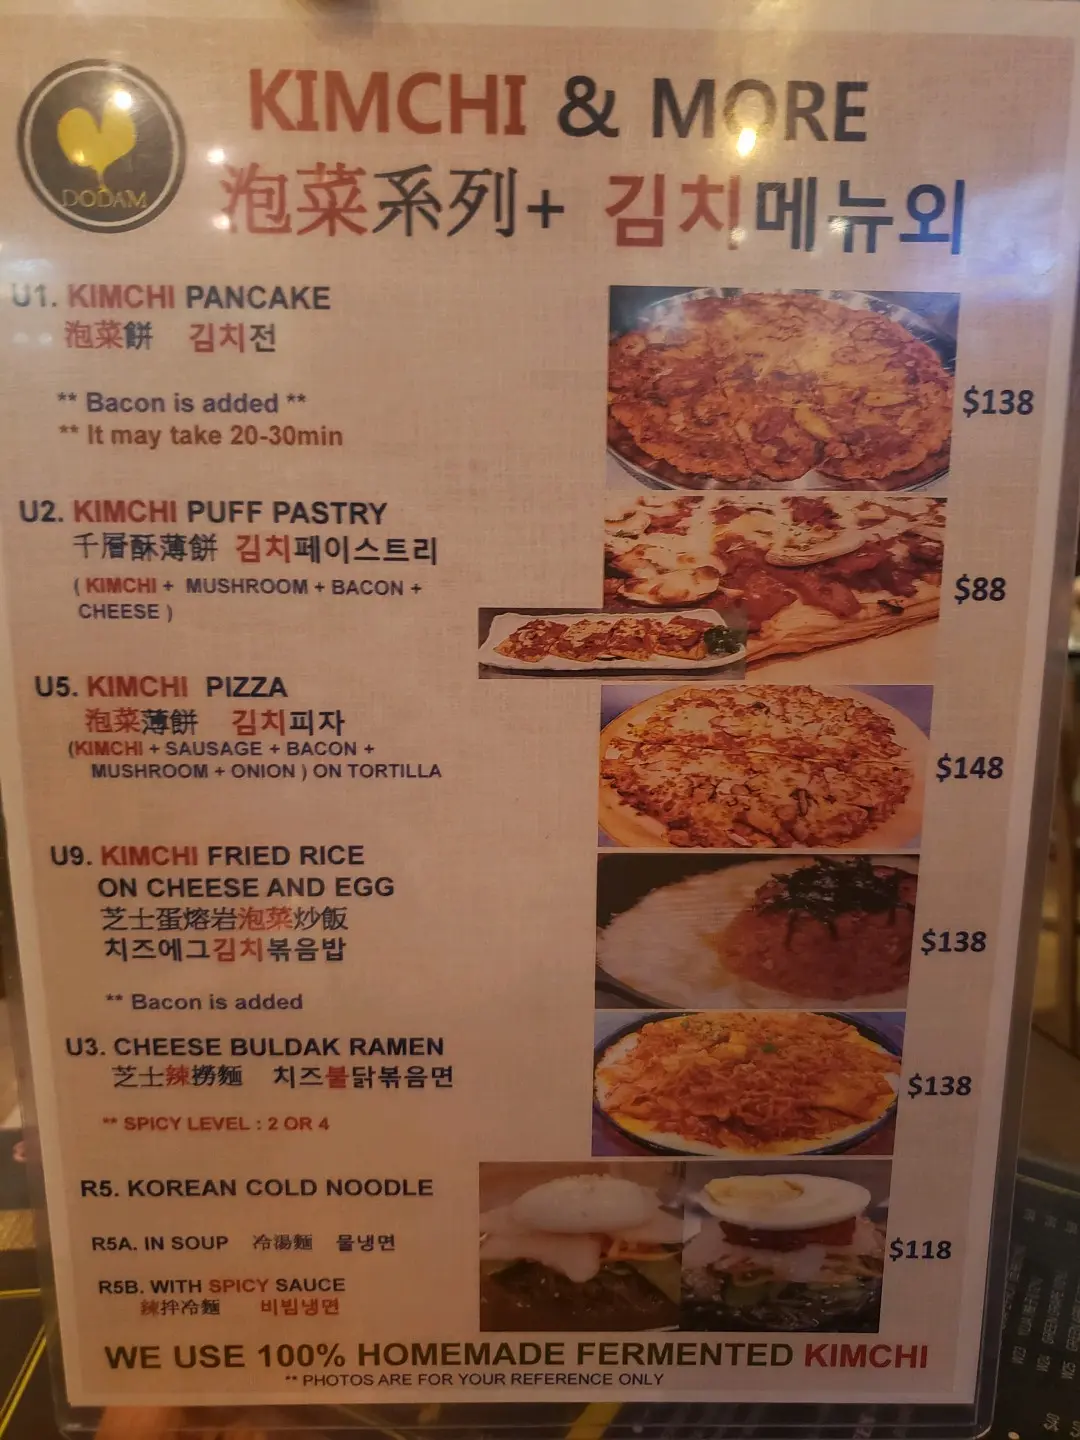 DODAM
KIMCHI & MORE
泡菜系列+ 김치메뉴외
U1. KIMCHI PANCAKE
泡菜餅 김치전
** Bacon is added **
** It may take 20-30min
$138
U2. KIMCHI PUFF PASTRY
千層酥薄餅 김치페이스트리
( KIMCHI + MUSHROOM + BACON +
CHEESE )
$88
U5. KIMCHI PIZZA
泡菜薄餅 김치피자
(KIMCHI + SAUSAGE + BACON +
MUSHROOM + ONION ) ON TORTILLA
$148
U9. KIMCHI FRIED RICE
ON CHEESE AND EGG
芝士蛋熔岩泡菜炒飯
치즈에그김치볶음밥
** Bacon is added
$138
U3. CHEESE BULDAK RAMEN
芝士辣撈麵 치즈불닭볶음면
** SPICY LEVEL : 2 OR 4
$138
R5. KOREAN COLD NOODLE
R5A. IN SOUP 冷湯麵 물냉면
R5B. WITH SPICY SAUCE
辣拌冷麵 비빔냉면
$118
WE USE 100% HOMEMADE FERMENTED KIMCHI
** PHOTOS ARE FOR YOUR REFERENCE ONLY
W23
W24
W25
$40